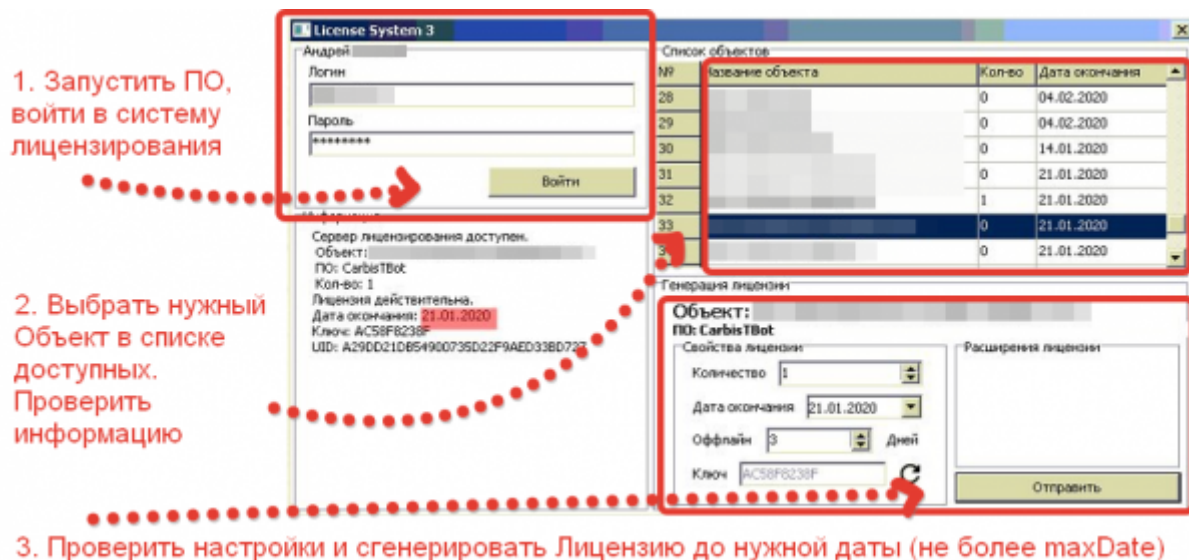 License System 3
Андрей
Логин
Пароль
********
Войти
1. Запустить ПО,
войти в систему
лицензирования
Список объектов
№ Название объекта Кол-во Дата окончания
28 0 04.02.2020
29 0 04.02.2020
30 0 14.01.2020
31 0 21.01.2020
32 1 21.01.2020
33 0 21.01.2020
3 0 21.01.2020
Информация
Сервер лицензирования доступен.
Объект:
ПО: CarbisTBot
Кол-во: 1
Лицензия действительна.
Дата окончания: 21.01.2020
Ключ: AC58F8238F
UID: A29DD21DB54900735D22F9AED33BD727
2. Выбрать нужный
Объект в списке
доступных.
Проверить
информацию
Генерация лицензии
Объект:
ПО: CarbisTBot
Свойства лицензии
Количество 1
Дата окончания 21.01.2020
Оффлайн 3 Дней
Ключ AC58F8238F
Расширения лицензии
Отправить
3. Проверить настройки и сгенерировать Лицензию до нужной даты (не более maxDate)